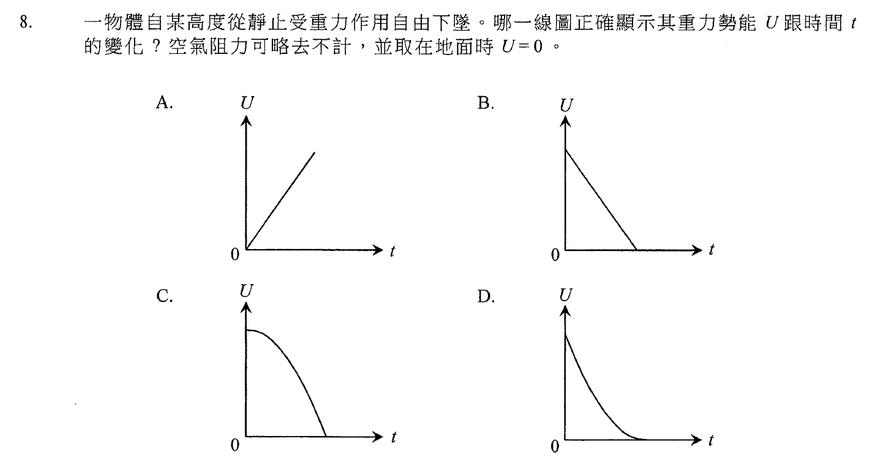 8. 一物體自某高度從靜止受重力作用自由下墜。哪一線圖正確顯示其重力勢能 U 跟時間 t
的變化？空氣阻力可略去不計，並取在地面時 U = 0 。
A. U B. U
0 t 0 t
C. U D. U
0 t 0 t